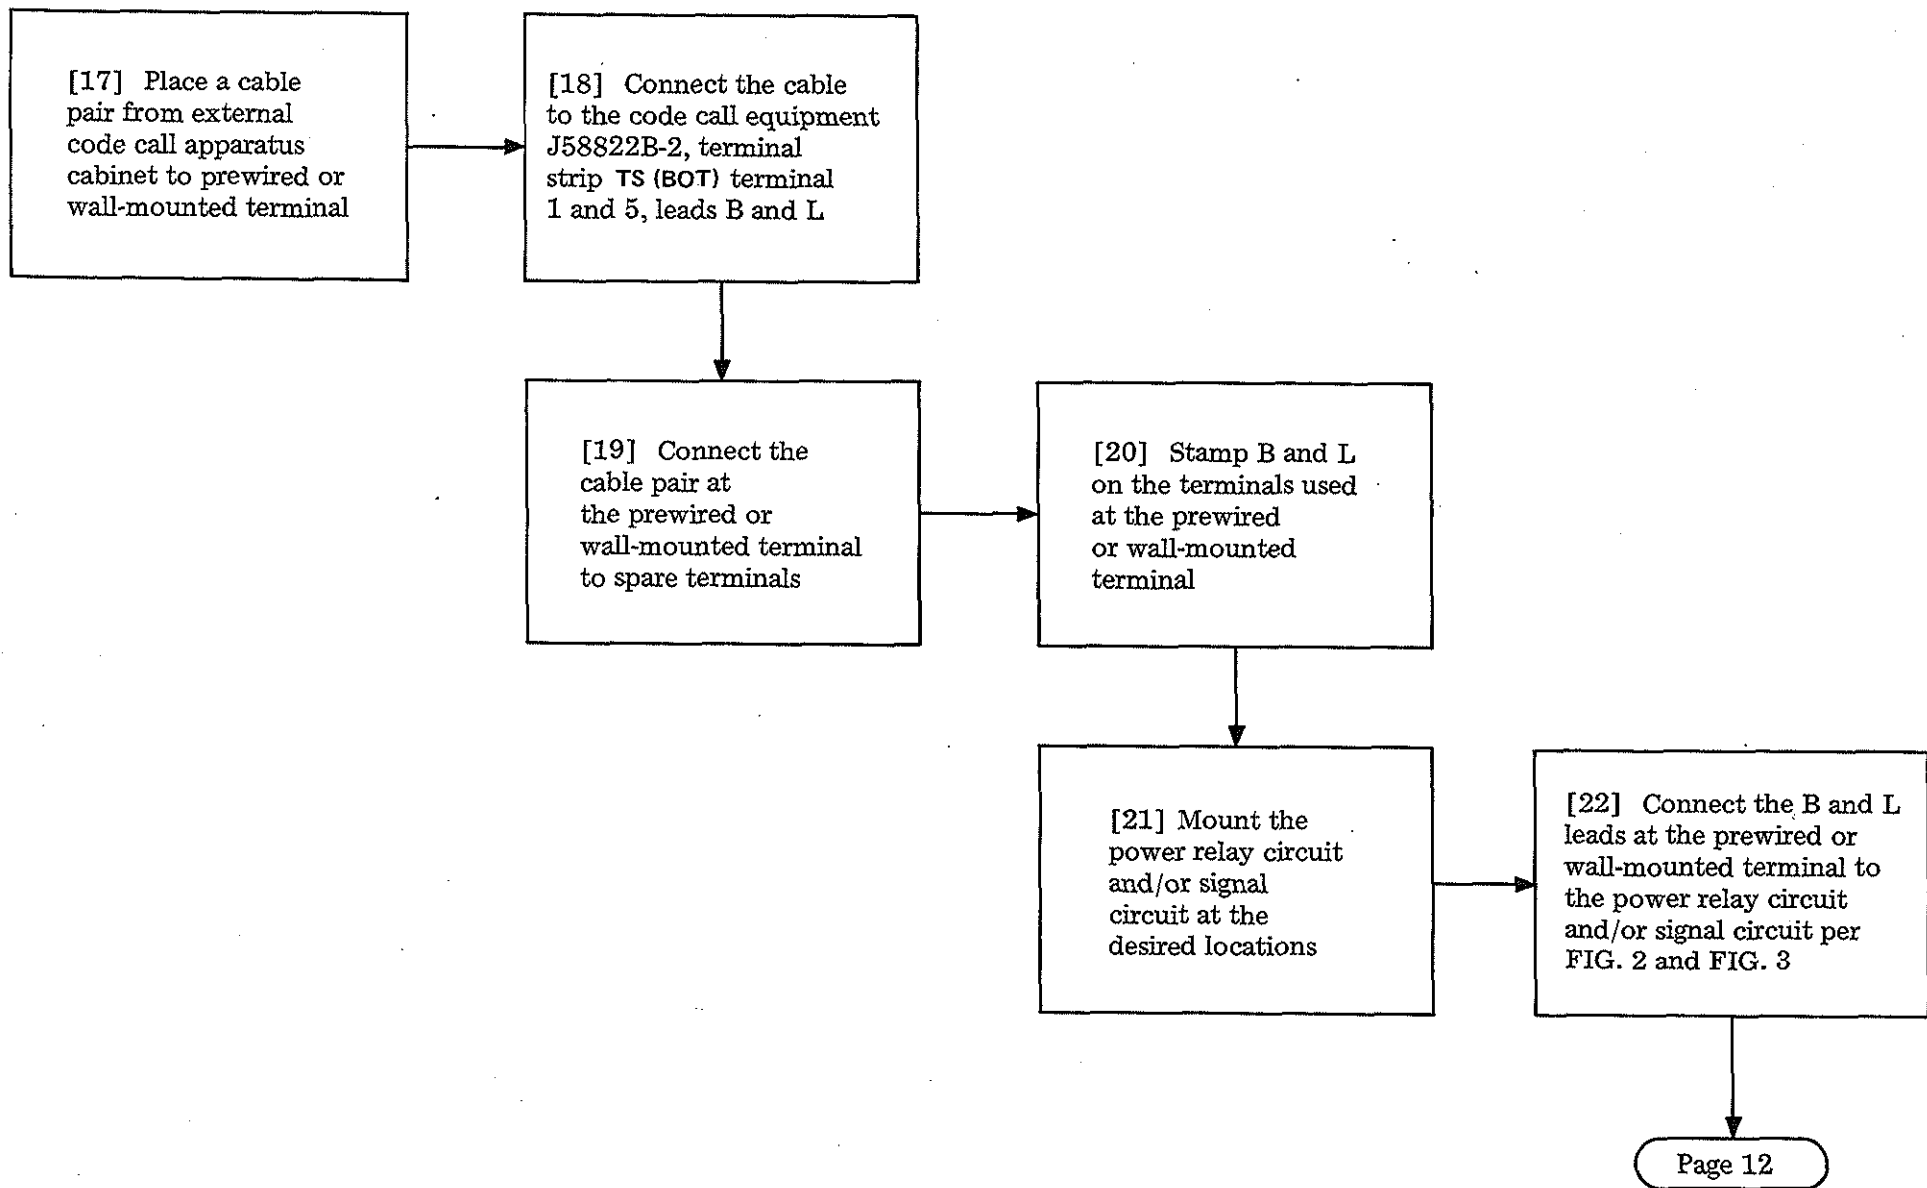 [17] Place a cable
pair from external
code call apparatus
cabinet to prewired or
wall-mounted terminal
[18] Connect the cable
to the code call equipment
J58822B-2, terminal
strip TS (BOT) terminal
1 and 5, leads B and L
[19] Connect the
cable pair at
the prewired or
wall-mounted terminal
to spare terminals
[20] Stamp B and L
on the terminals used
at the prewired
or wall-mounted
terminal
[21] Mount the
power relay circuit
and/or signal
circuit at the
desired locations
[22] Connect the B and L
leads at the prewired or
wall-mounted terminal to
the power relay circuit
and/or signal circuit per
FIG. 2 and FIG. 3
Page 12